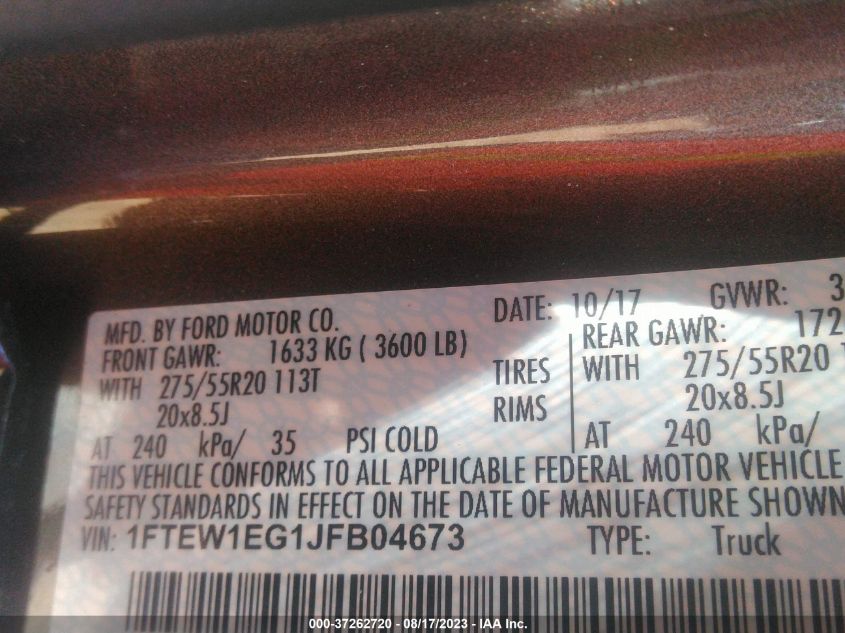 MFD. BY FORD MOTOR CO. DATE: 10/17 GVWR: 3
FRONT GAWR: 1633 KG ( 3600 LB) REAR GAWR: 172
WITH 275/55R20 113T TIRES WITH 275/55R20
20x8.5J RIMS 20x8.5J
AT 240 kPa/ 35 PSI COLD AT 240 kPa/
THIS VEHICLE CONFORMS TO ALL APPLICABLE FEDERAL MOTOR VEHICLE
SAFETY STANDARDS IN EFFECT ON THE DATE OF MANUFACTURE SHOWN
VIN: 1FTEW1EG1JFB04673 TYPE: Truck
000-37262720 - 08/17/2023 - IAA Inc.